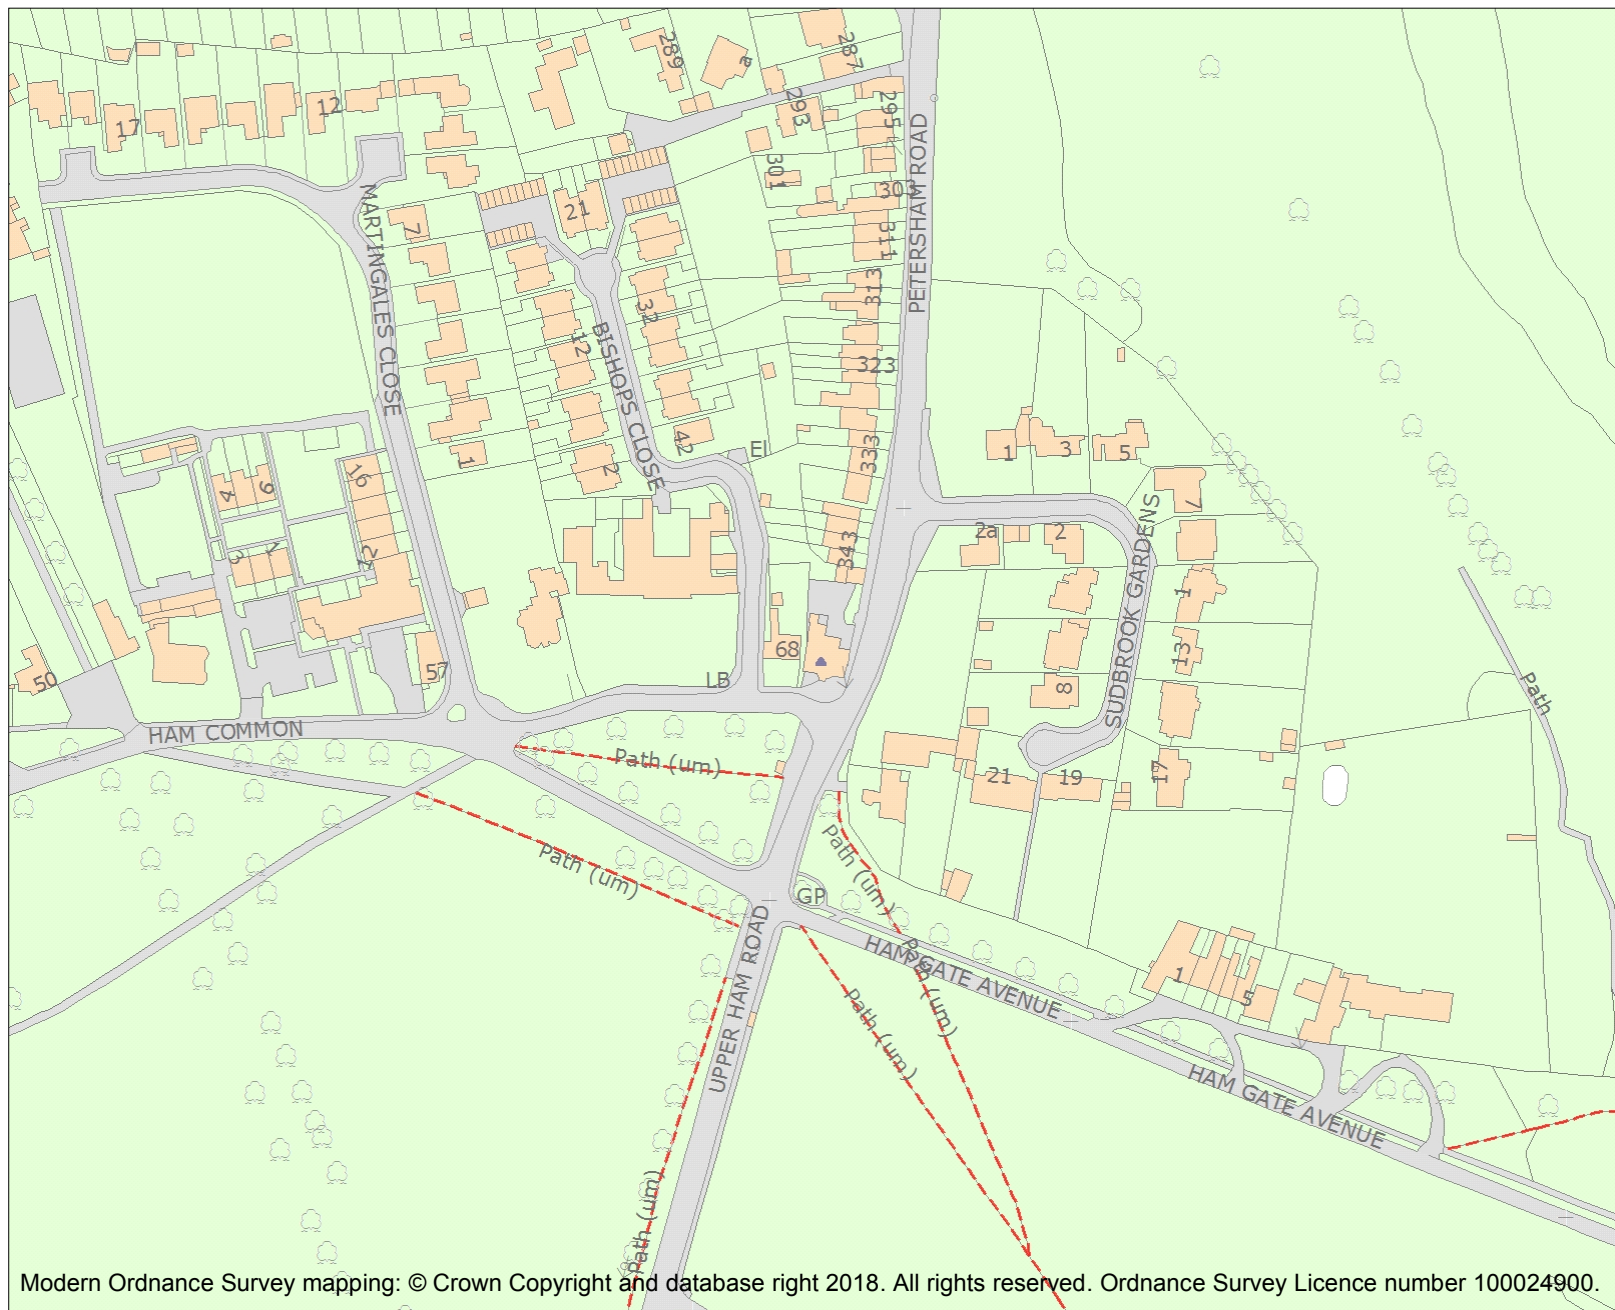 289
a
287
17
12
293
295
PETERSHAM ROAD
301
303
MARTINGALES CLOSE
7
21
311
313
32
12
BISHOPS CLOSE
323
42
El
333
1
2
1
3
5
16
4
9
7
SUDBROOK GARDENS
2a
2
343
3
1
27
1
13
68
57
50
LB
8
Path
HAM COMMON
Path (um)
21
19
17
Path (um)
Path (um)
GP
UPPER HAM ROAD
HAM GATE AVENUE
Path (um)
Path (um)
1
5
HAM GATE AVENUE
Path (um)
Modern Ordnance Survey mapping: © Crown Copyright and database right 2018. All rights reserved. Ordnance Survey Licence number 100024900.